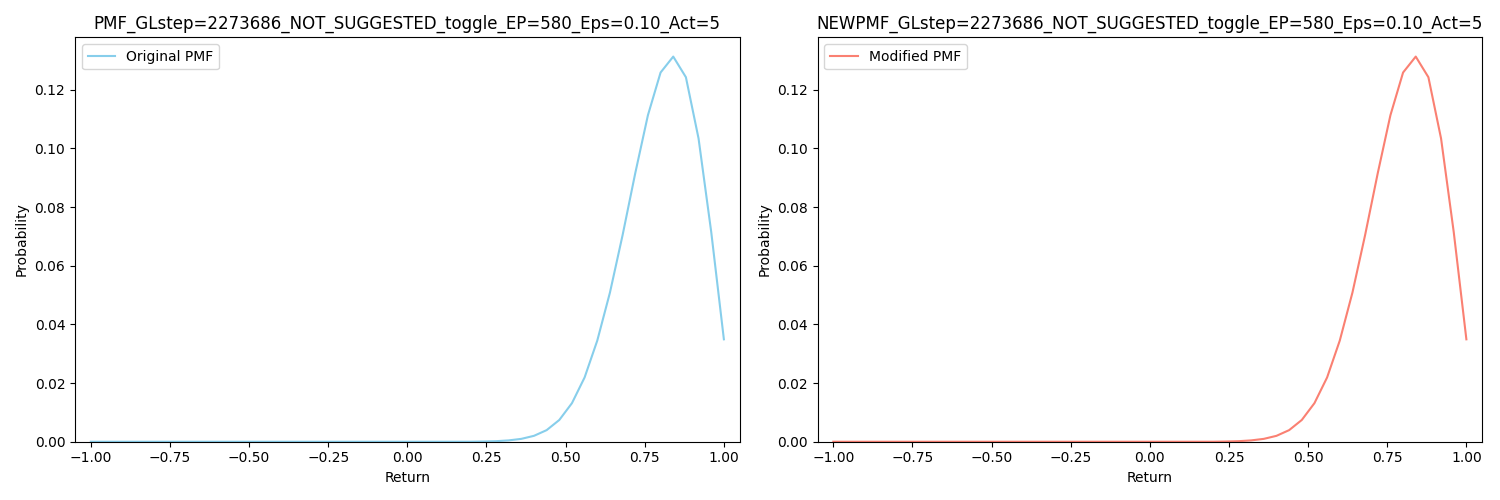 PMF_GLstep=2273686_NOT_SUGGESTED_toggle_EP=580_Eps=0.10_Act=5
Original PMF
Probability
0.12
0.10
0.08
0.06
0.04
0.02
0.00
−1.00 −0.75 −0.50 −0.25 0.00 0.25 0.50 0.75 1.00
Return
NEWPMF_GLstep=2273686_NOT_SUGGESTED_toggle_EP=580_Eps=0.10_Act=5
Modified PMF
Probability
0.12
0.10
0.08
0.06
0.04
0.02
0.00
−1.00 −0.75 −0.50 −0.25 0.00 0.25 0.50 0.75 1.00
Return